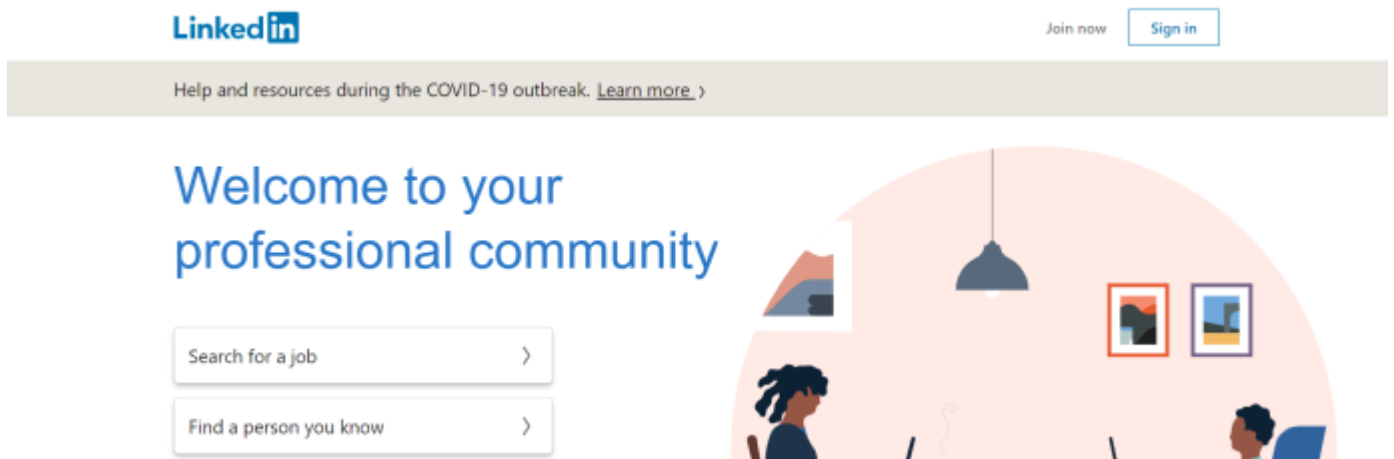 LinkedIn
Join now
Sign in
Help and resources during the COVID-19 outbreak. Learn more
Welcome to your
professional community
Search for a job
Find a person you know